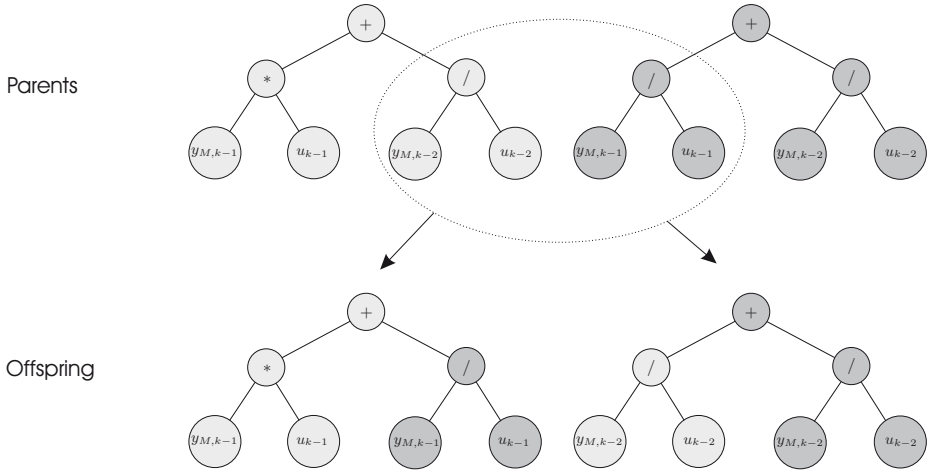 + +
Parents * / / /
y_{M,k−1} u_{k−1} y_{M,k−2} u_{k−2} y_{M,k−1} u_{k−1} y_{M,k−2} u_{k−2}
+ +
Offspring * / / /
y_{M,k−1} u_{k−1} y_{M,k−1} u_{k−1} y_{M,k−2} u_{k−2} y_{M,k−2} u_{k−2}